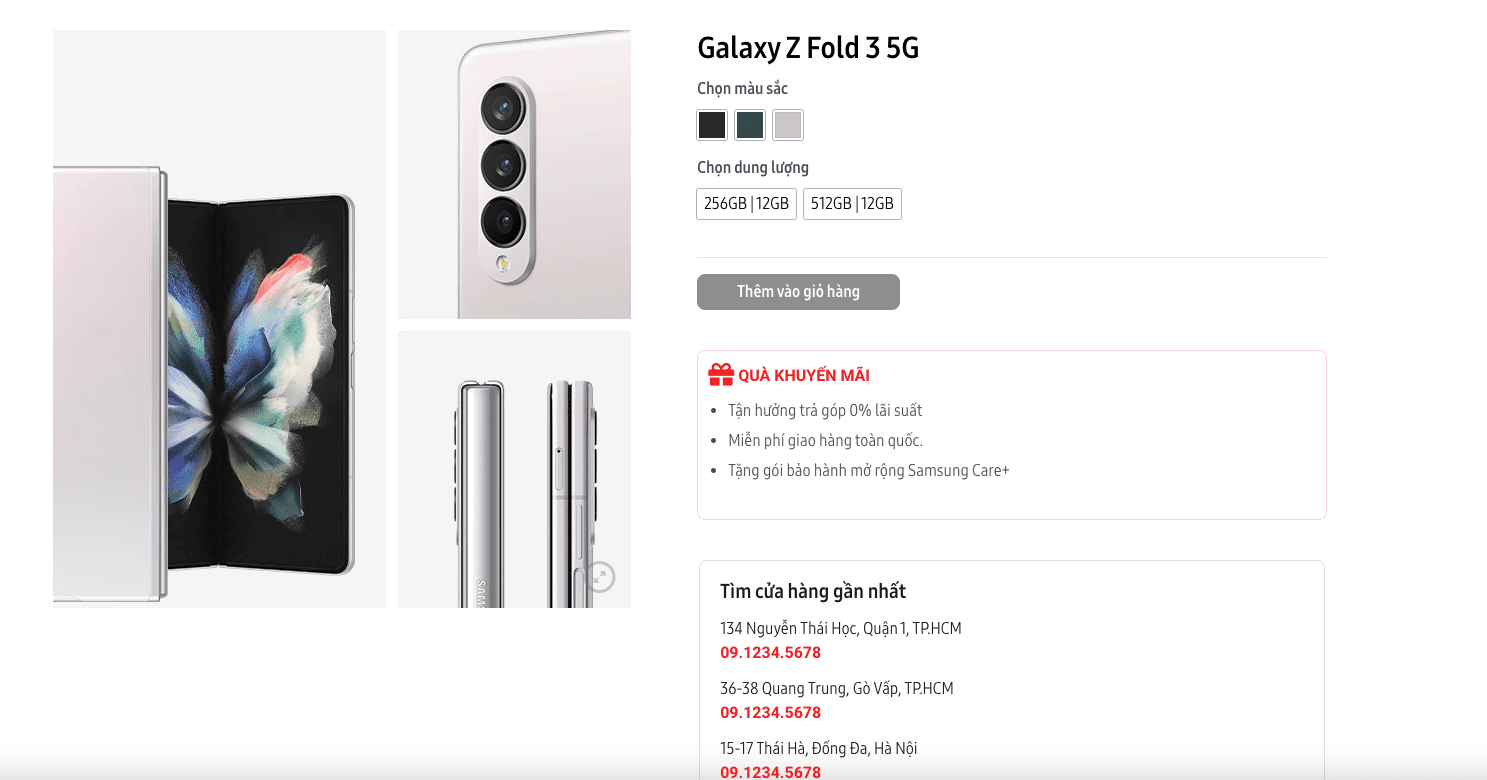 Galaxy Z Fold 3 5G
Chọn màu sắc
Chọn dung lượng
256GB | 12GB
512GB | 12GB
Thêm vào giỏ hàng
QUÀ KHUYẾN MÃI
Tận hưởng trả góp 0% lãi suất
Miễn phí giao hàng toàn quốc.
Tặng gói bảo hành mở rộng Samsung Care+
Tìm cửa hàng gần nhất
134 Nguyễn Thái Học, Quận 1, TP.HCM
09.1234.5678
36-38 Quang Trung, Gò Vấp, TP.HCM
09.1234.5678
15-17 Thái Hà, Đống Đa, Hà Nội
09.1234.5678